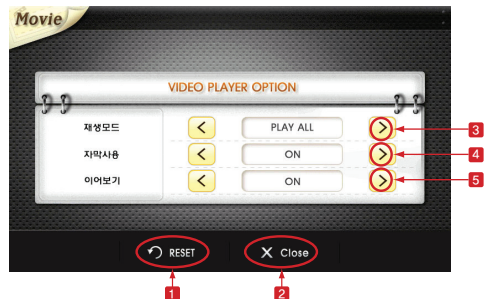 Movie
VIDEO PLAYER OPTION
재생모드 < PLAY ALL > 3
자막사용 < ON > 4
이어보기 < ON > 5
RESET X Close
1 2